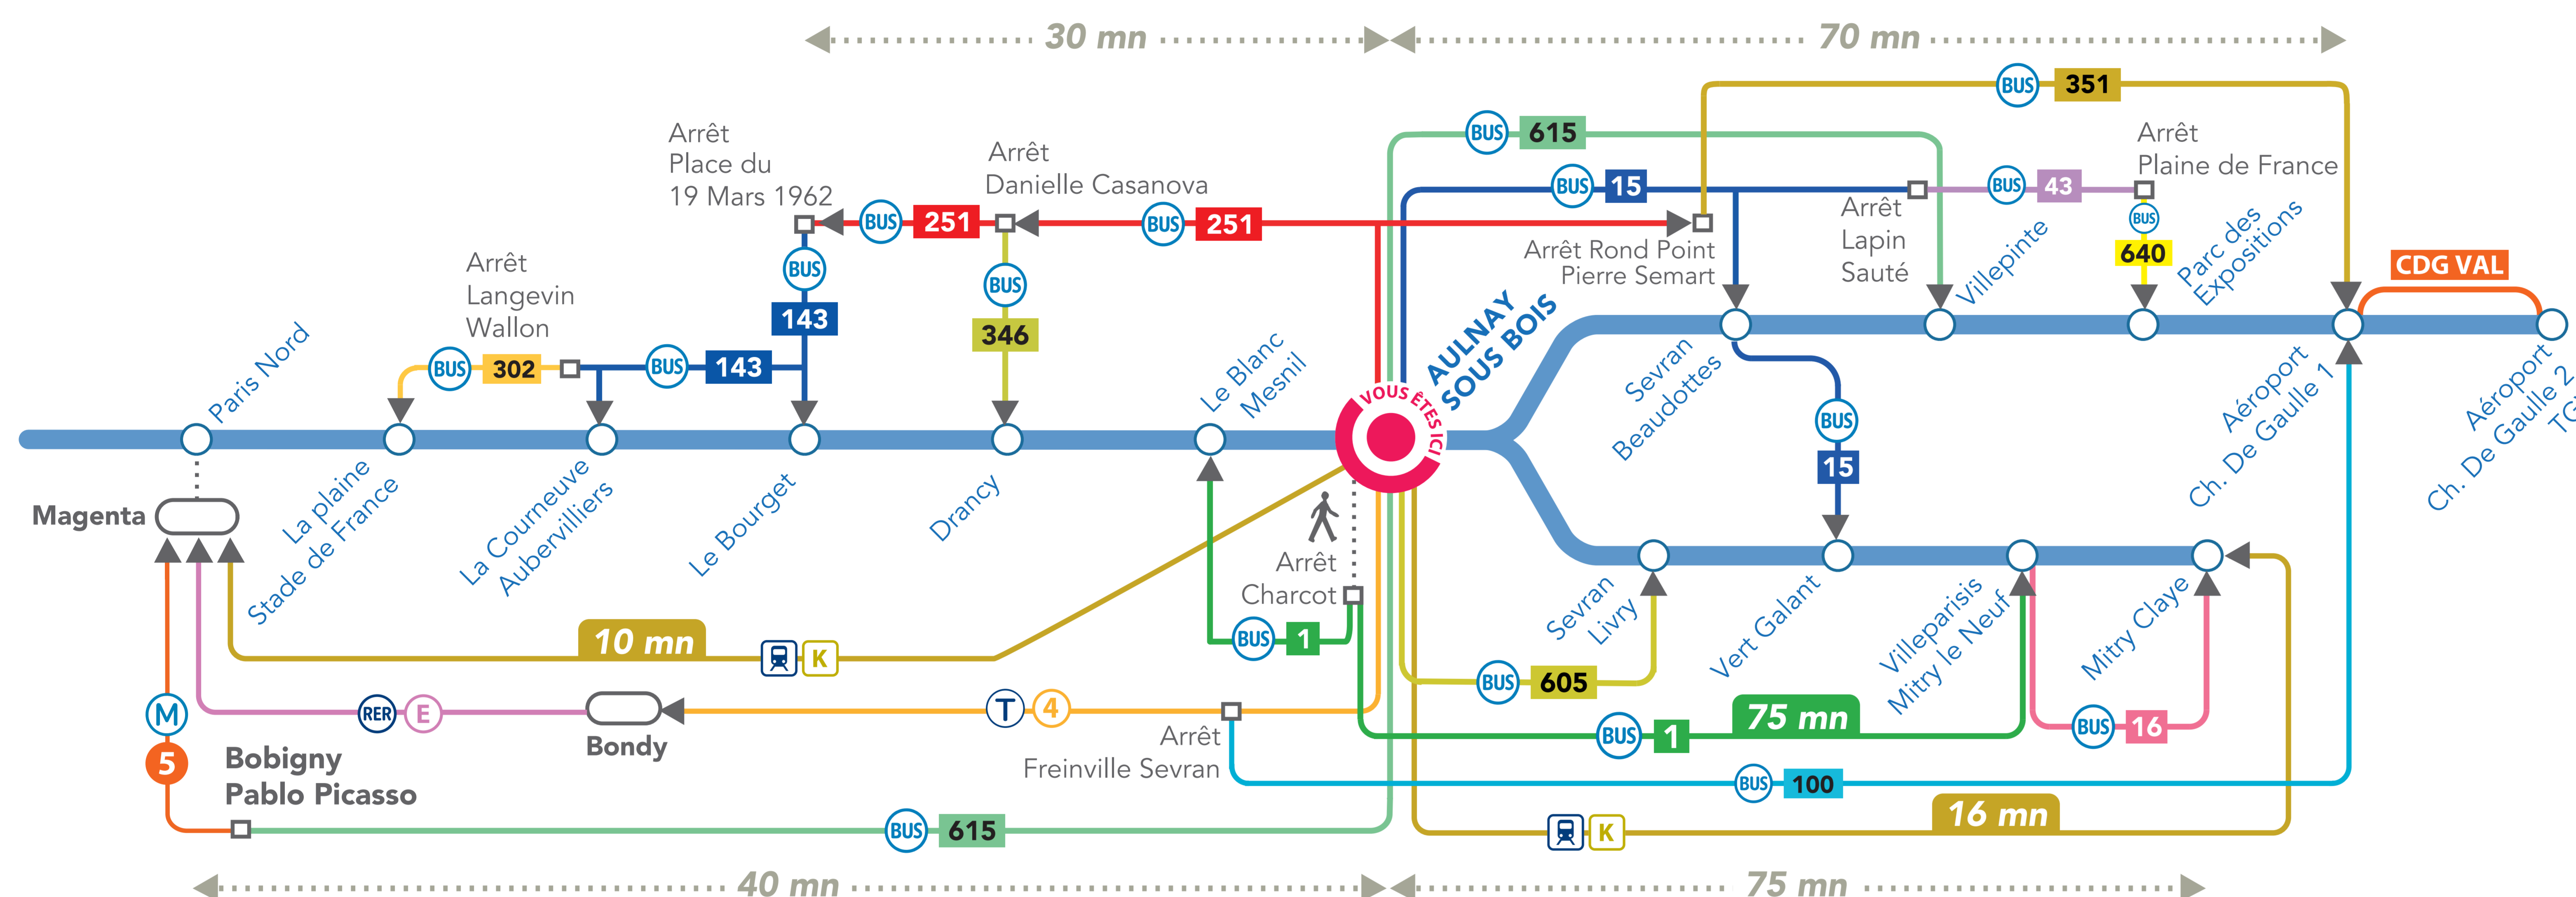 30 mn
70 mn
BUS 351
BUS 615
Arrêt
Place du
19 Mars 1962
Arrêt
Danielle Casanova
Arrêt
Plaine de France
BUS 15
BUS 43
BUS 251
BUS 251
Arrêt Rond Point
Pierre Semart
Arrêt
Lapin
Sauté
BUS
640
Villepinte
Parc des
Expositions
CDG VAL
Arrêt
Langevin
Wallon
BUS
143
BUS
346
BUS 302
BUS 143
Paris Nord
Le Blanc
Mesnil
AULNAY
SOUS BOIS
VOUS ÊTES ICI
Sevran
Beaudottes
Aéroport
Ch. De Gaulle 1
Aéroport
Ch. De Gaulle 2
BUS
15
Magenta
La plaine
Stade de France
La Courneuve
Aubervilliers
Le Bourget
Drancy
Arrêt
Charcot
BUS 1
Sevran
Livry
Vert Galant
Villeparisis
Mitry le Neuf
Mitry Claye
10 mn
K
BUS 605
M
5
RER E
Bondy
T 4
Arrêt
Freinville Sevran
BUS 1
75 mn
BUS 16
BUS 100
Bobigny
Pablo Picasso
BUS 615
K
16 mn
40 mn
75 mn